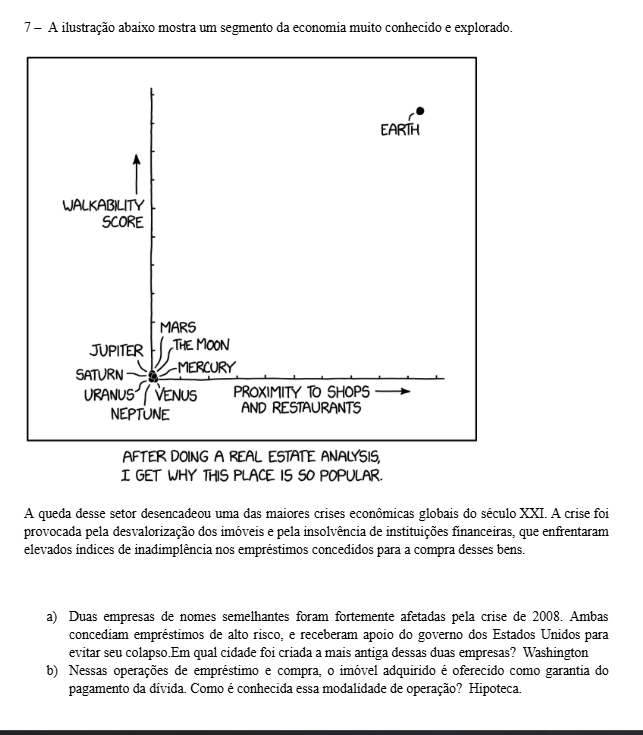 7 – A ilustração abaixo mostra um segmento da economia muito conhecido e explorado.
EARTH
WALKABILITY
SCORE
MARS
JUPITER
THE MOON
MERCURY
SATURN
URANUS
VENUS
NEPTUNE
PROXIMITY TO SHOPS
AND RESTAURANTS
AFTER DOING A REAL ESTATE ANALYSIS,
I GET WHY THIS PLACE IS SO POPULAR.
A queda desse setor desencadeou uma das maiores crises econômicas globais do século XXI. A crise foi
provocada pela desvalorização dos imóveis e pela insolvência de instituições financeiras, que enfrentaram
elevados índices de inadimplência nos empréstimos concedidos para a compra desses bens.
a) Duas empresas de nomes semelhantes foram fortemente afetadas pela crise de 2008. Ambas
concediam empréstimos de alto risco, e receberam apoio do governo dos Estados Unidos para
evitar seu colapso.Em qual cidade foi criada a mais antiga dessas duas empresas? Washington
b) Nessas operações de empréstimo e compra, o imóvel adquirido é oferecido como garantia do
pagamento da dívida. Como é conhecida essa modalidade de operação? Hipoteca.